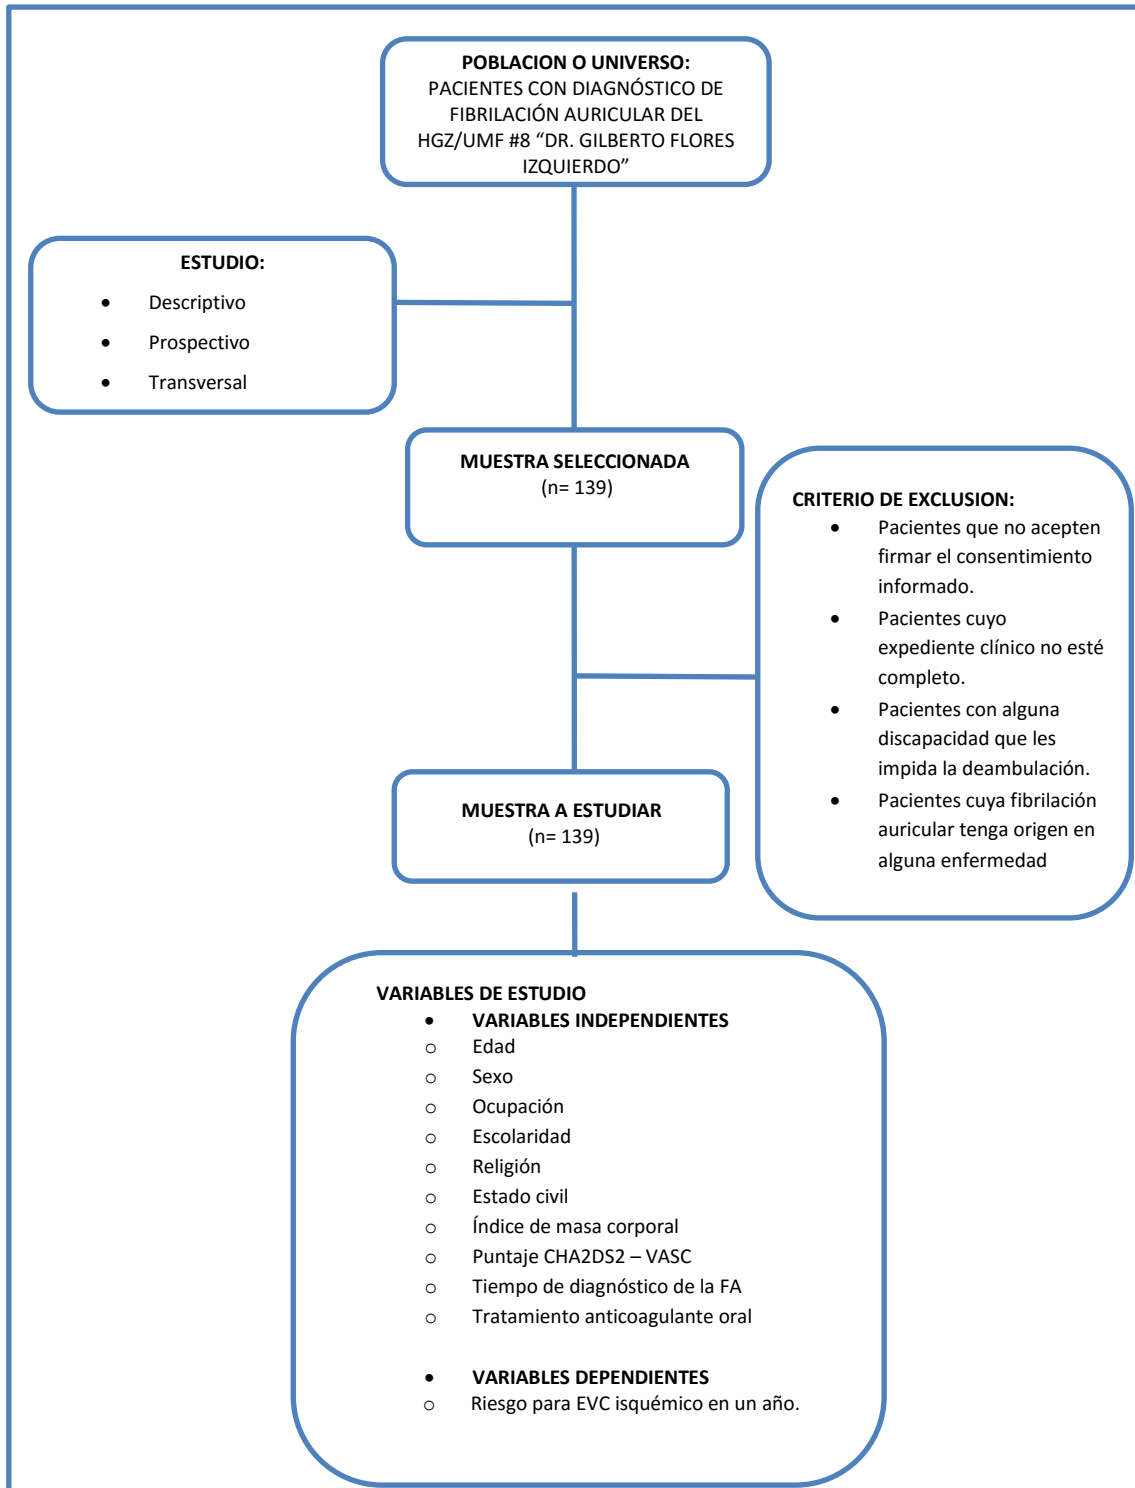 POBLACION O UNIVERSO:
PACIENTES CON DIAGNÓSTICO DE
FIBRILACIÓN AURICULAR DEL
HGZ/UMF #8 “DR. GILBERTO FLORES
IZQUIERDO”
ESTUDIO:
• Descriptivo
• Prospectivo
• Transversal
MUESTRA SELECCIONADA
(n= 139)
CRITERIO DE EXCLUSION:
• Pacientes que no acepten
firmar el consentimiento
informado.
• Pacientes cuyo
expediente clínico no esté
completo.
• Pacientes con alguna
discapacidad que les
impida la deambulación.
• Pacientes cuya fibrilación
auricular tenga origen en
alguna enfermedad
MUESTRA A ESTUDIAR
(n= 139)
VARIABLES DE ESTUDIO
• VARIABLES INDEPENDIENTES
o Edad
o Sexo
o Ocupación
o Escolaridad
o Religión
o Estado civil
o Índice de masa corporal
o Puntaje CHA2DS2 – VASC
o Tiempo de diagnóstico de la FA
o Tratamiento anticoagulante oral
• VARIABLES DEPENDIENTES
o Riesgo para EVC isquémico en un año.